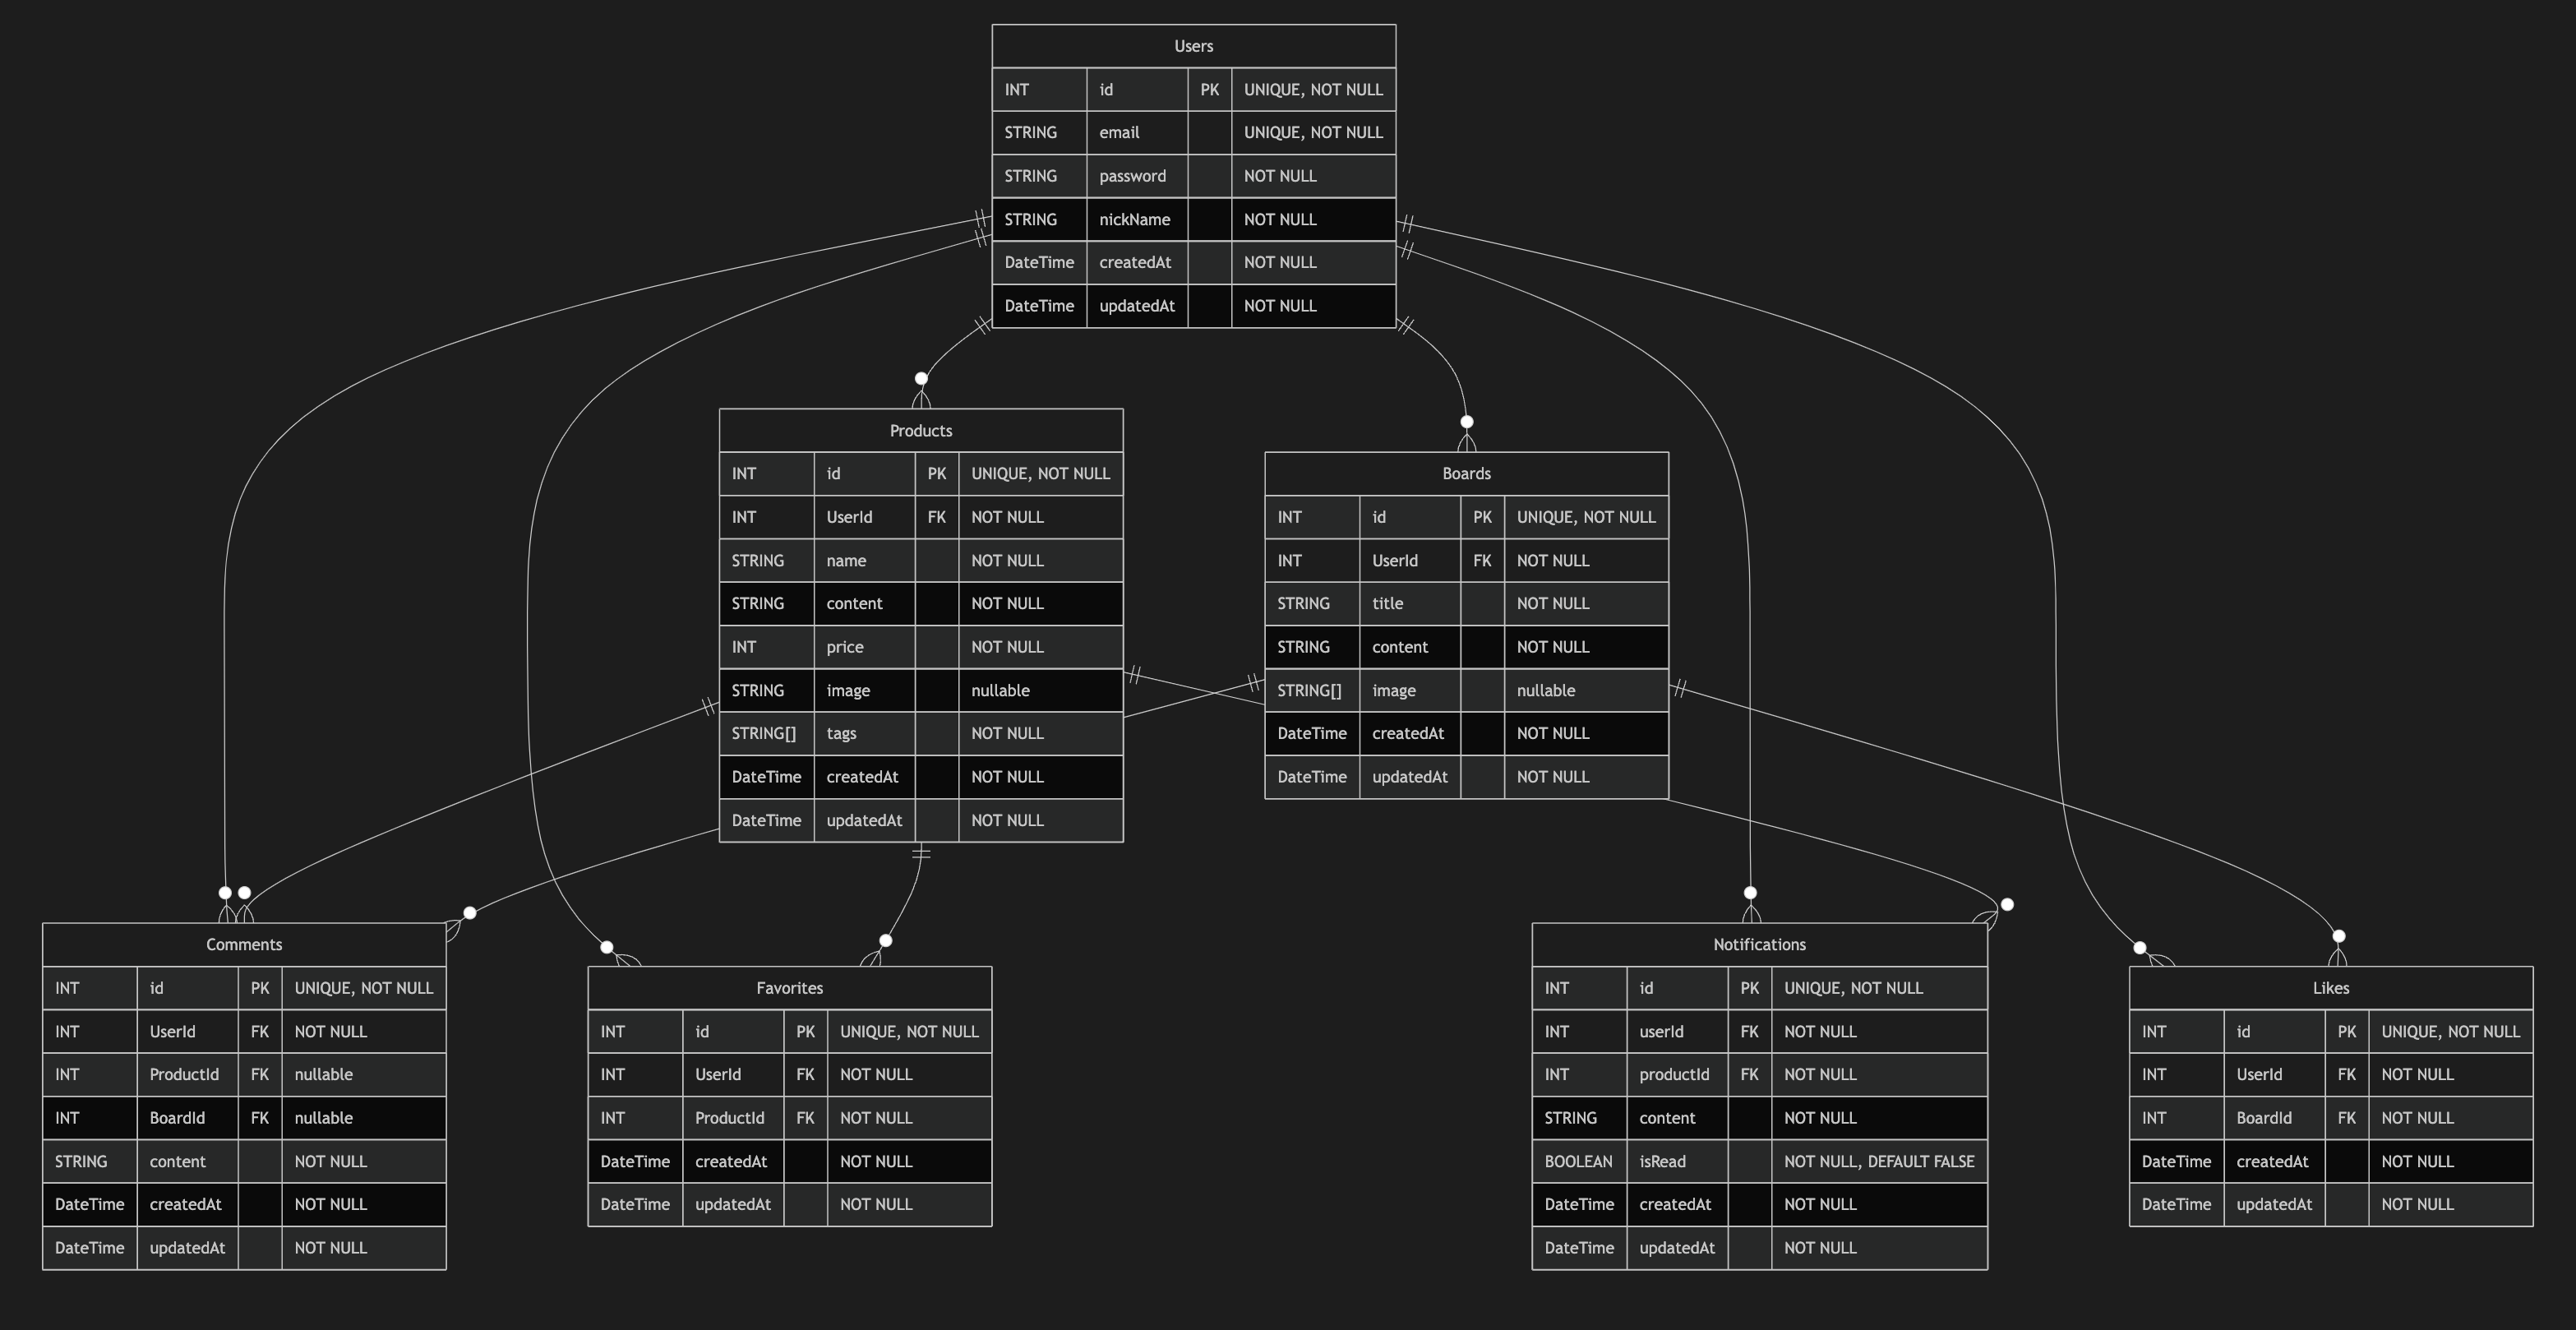 Users
INT id PK UNIQUE, NOT NULL
STRING email UNIQUE, NOT NULL
STRING password NOT NULL
STRING nickName NOT NULL
DateTime createdAt NOT NULL
DateTime updatedAt NOT NULL
Products
INT id PK UNIQUE, NOT NULL
INT UserId FK NOT NULL
STRING name NOT NULL
STRING content NOT NULL
INT price NOT NULL
STRING image nullable
STRING[] tags NOT NULL
DateTime createdAt NOT NULL
DateTime updatedAt NOT NULL
Boards
INT id PK UNIQUE, NOT NULL
INT UserId FK NOT NULL
STRING title NOT NULL
STRING content NOT NULL
STRING[] image nullable
DateTime createdAt NOT NULL
DateTime updatedAt NOT NULL
Comments
INT id PK UNIQUE, NOT NULL
INT UserId FK NOT NULL
INT ProductId FK nullable
INT BoardId FK nullable
STRING content NOT NULL
DateTime createdAt NOT NULL
DateTime updatedAt NOT NULL
Favorites
INT id PK UNIQUE, NOT NULL
INT UserId FK NOT NULL
INT ProductId FK NOT NULL
DateTime createdAt NOT NULL
DateTime updatedAt NOT NULL
Notifications
INT id PK UNIQUE, NOT NULL
INT userId FK NOT NULL
INT productId FK NOT NULL
STRING content NOT NULL
BOOLEAN isRead NOT NULL, DEFAULT FALSE
DateTime createdAt NOT NULL
DateTime updatedAt NOT NULL
Likes
INT id PK UNIQUE, NOT NULL
INT UserId FK NOT NULL
INT BoardId FK NOT NULL
DateTime createdAt NOT NULL
DateTime updatedAt NOT NULL